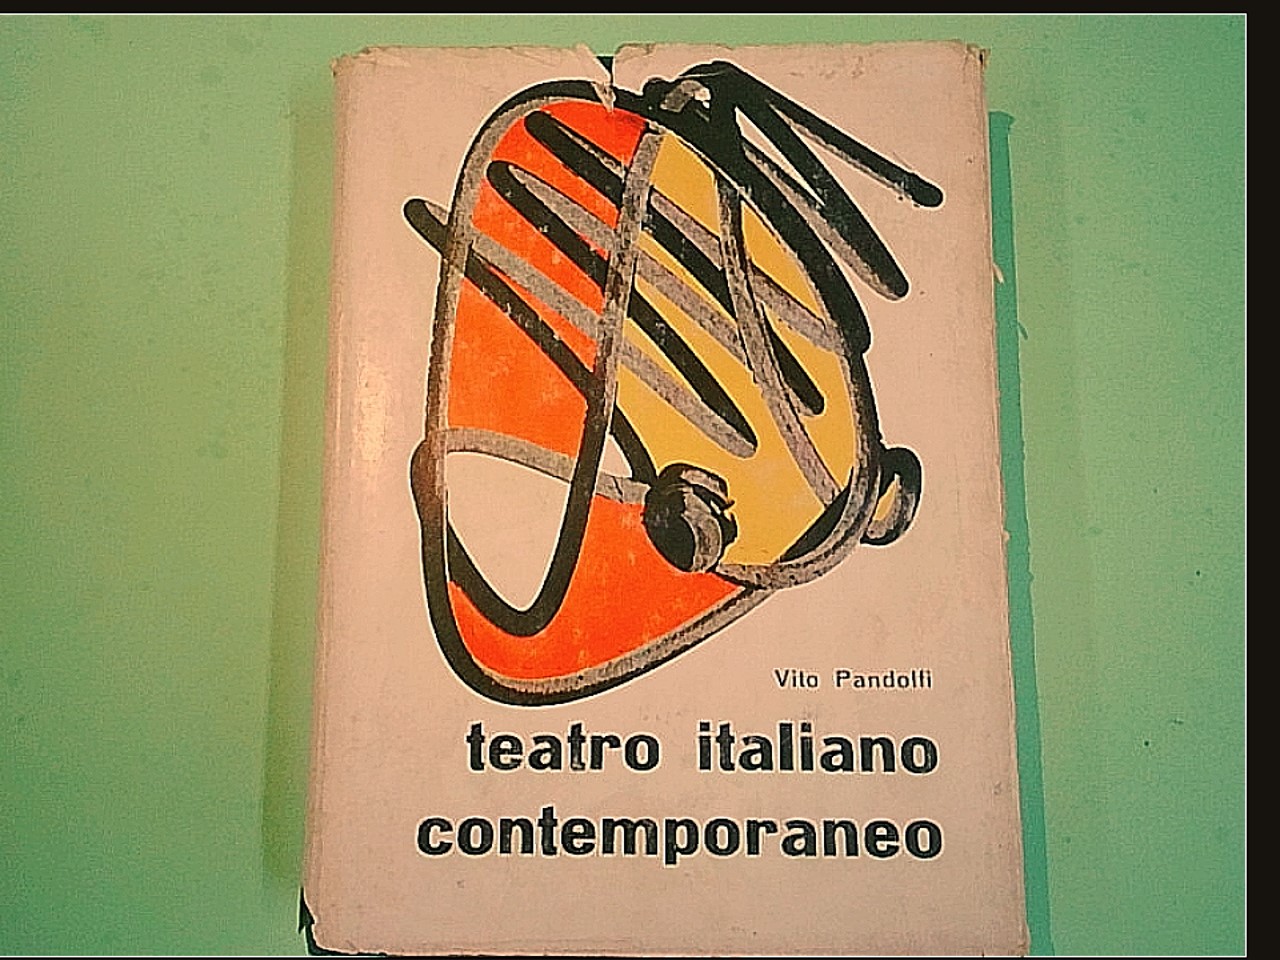 Vito Pandolfi
teatro italiano
contemporaneo